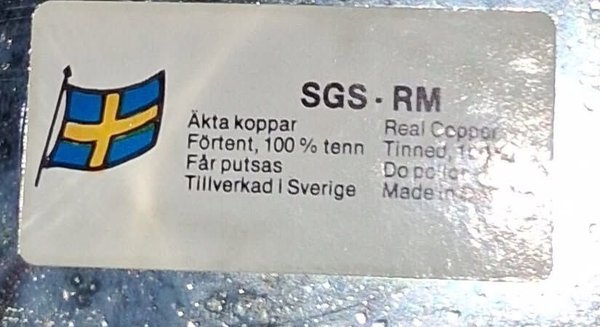 SGS · RM
Äkta koppar Real Copper
Förtent, 100 % tenn Tinned,
Får putsas Do
Tillverkad i Sverige Made in